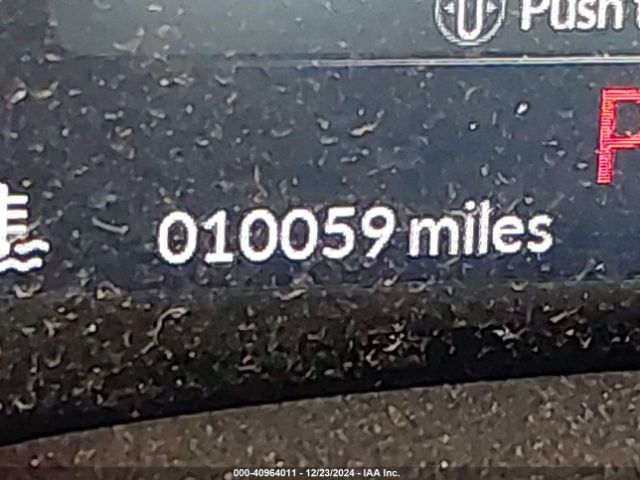 Push
P
010059 miles
000-40964011 - 12/23/2024 - IAA Inc.